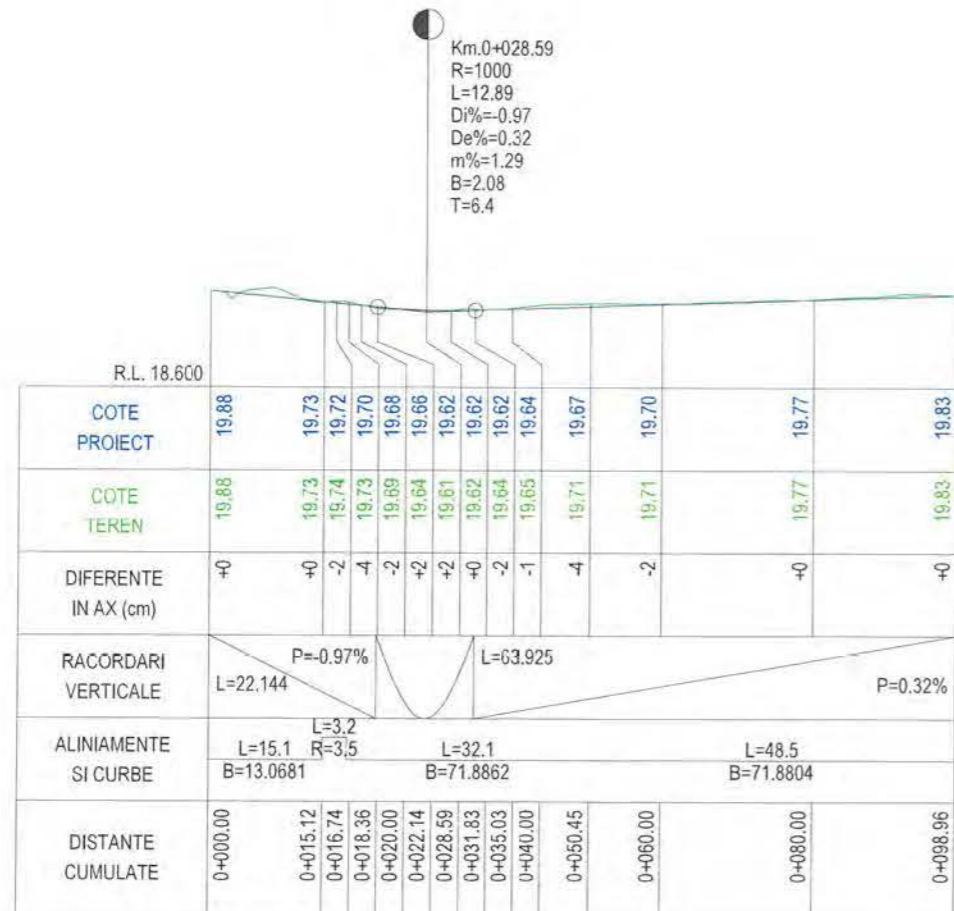 Km.0+028.59
R=1000
L=12.89
Di%=-0.97
De%=0.32
m%=1.29
B=2.08
T=6.4
R.L. 18.600
COTE
PROIECT
19.88 19.73 19.72 19.70 19.68 19.66 19.62 19.62 19.62 19.64 19.67 19.70 19.77 19.83
COTE
TEREN
19.88 19.73 19.74 19.73 19.69 19.64 19.61 19.62 19.64 19.65 19.71 19.71 19.77 19.83
DIFERENTE
IN AX (cm)
+0 +0 -2 -4 -2 +2 +2 +0 -2 -1 -4 -2 +0 +0
RACORDARI
VERTICALE
P=-0.97%
L=22.144
L=63.925
P=0.32%
ALINIAMENTE
SI CURBE
L=15.1
B=13.0681
L=3.2
R=3.5
L=32.1
B=71.8862
L=48.5
B=71.8804
DISTANTE
CUMULATE
0+000.00 0+015.12 0+016.74 0+018.36 0+020.00 0+022.14 0+028.59 0+031.83 0+035.03 0+040.00 0+050.45 0+060.00 0+080.00 0+098.96